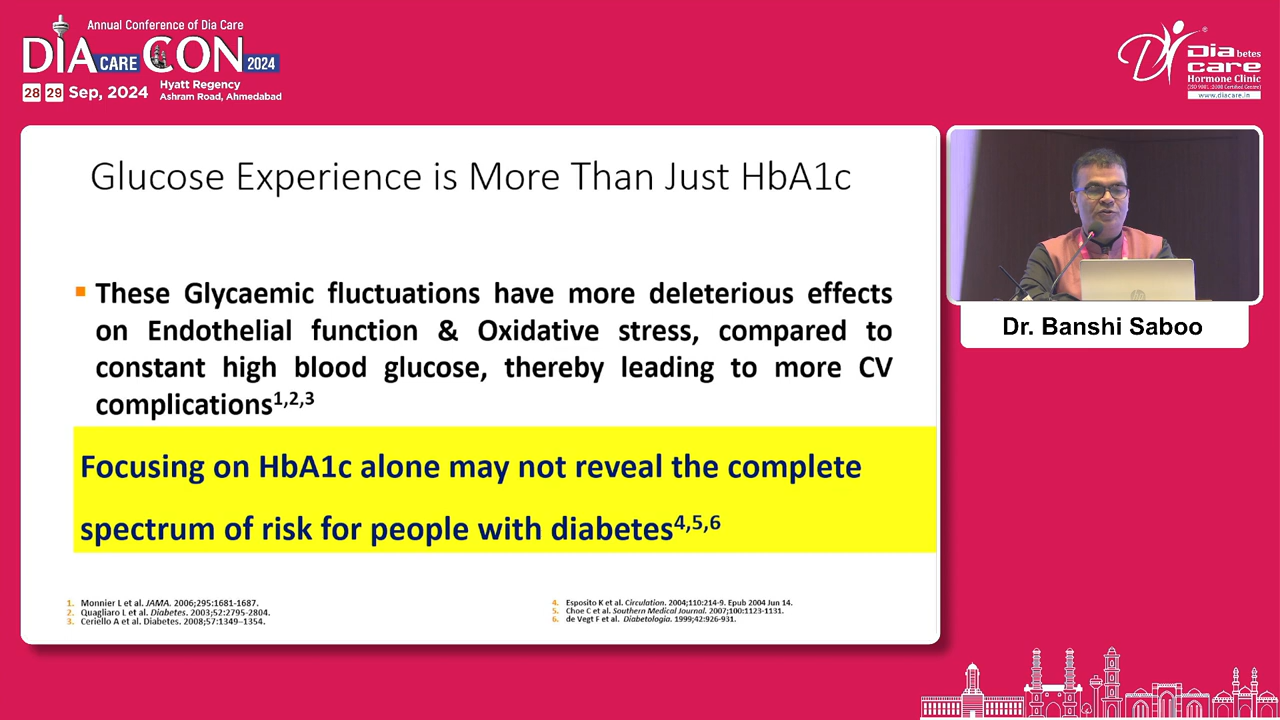 Annual Conference of Dia Care
DIA CARE CON 2024
28 29 Sep, 2024
Hyatt Regency
Ashram Road, Ahmedabad
Diabetes
care
Hormone Clinic
(ISO 9001:2008 Certified Centre)
www.diacare.in
Glucose Experience is More Than Just HbA1c
These Glycaemic fluctuations have more deleterious effects
on Endothelial function & Oxidative stress, compared to
constant high blood glucose, thereby leading to more CV
complications1,2,3
Focusing on HbA1c alone may not reveal the complete
spectrum of risk for people with diabetes4,5,6
1. Monnier L et al. JAMA. 2006;295:1681-1687.
2. Quagliaro L et al. Diabetes. 2003;52:2795-2804.
3. Ceriello A et al. Diabetes. 2008;57:1349–1354.
4. Esposito K et al. Circulation. 2004;110:214-9. Epub 2004 Jun 14.
5. Choe C et al. Southern Medical Journal. 2007;100:1123-1131.
6. de Vegt F et al. Diabetologia. 1999;42:926-931.
Dr. Banshi Saboo